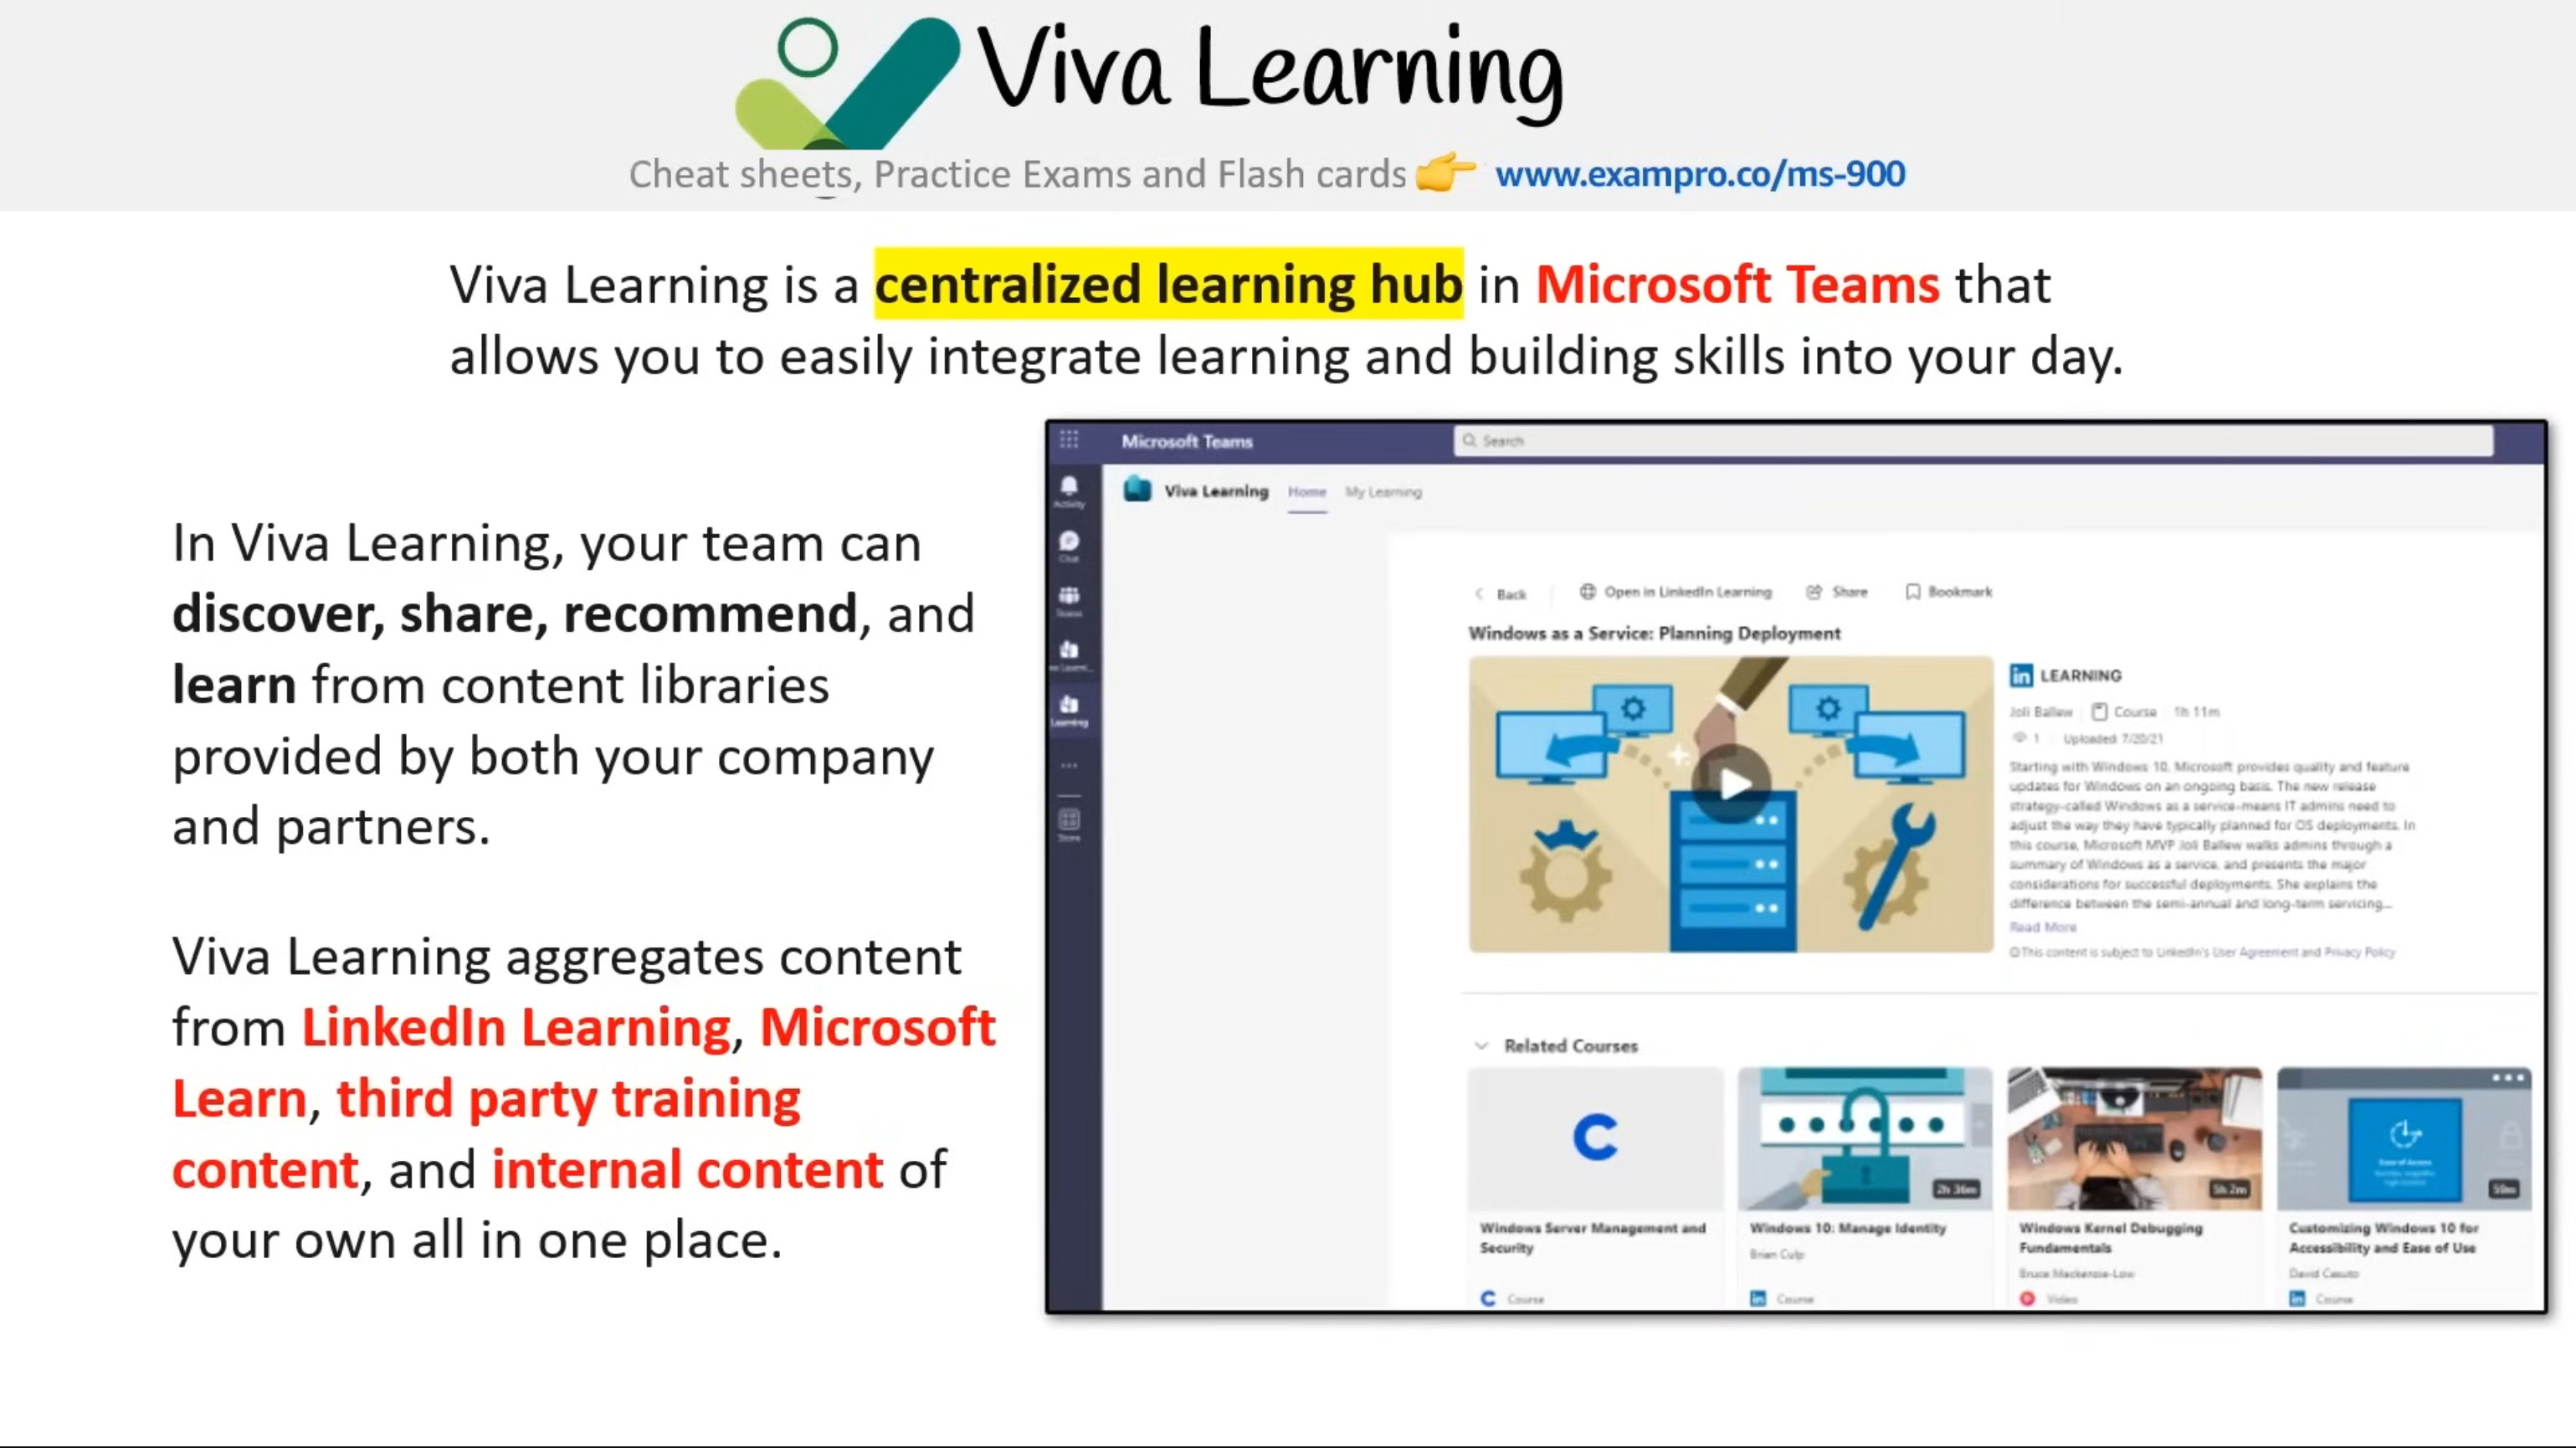 Viva Learning
Cheat sheets, Practice Exams and Flash cards www.exampro.co/ms-900
Viva Learning is a centralized learning hub in Microsoft Teams that
allows you to easily integrate learning and building skills into your day.
In Viva Learning, your team can
discover, share, recommend, and
learn from content libraries
provided by both your company
and partners.
Viva Learning aggregates content
from LinkedIn Learning, Microsoft
Learn, third party training
content, and internal content of
your own all in one place.
Microsoft Teams
Search
Activity
Chat
Teams
Learning
Store
Viva Learning Home My Learning
Back Open in LinkedIn Learning Share Bookmark
Windows as a Service: Planning Deployment
in LEARNING
Joli Ballew Course 1h 11m
1 Uploaded: 7/20/21
Starting with Windows 10, Microsoft provides quality and feature
updates for Windows on an ongoing basis. The new release
strategy-called Windows as a service-means IT admins need to
adjust the way they have typically planned for OS deployments. In
this course, Microsoft MVP Joli Ballew walks admins through a
summary of Windows as a service, and presents the major
considerations for successful deployments. She explains the
difference between the semi-annual and long-term servicing...
Read More
This content is subject to LinkedIn's User Agreement and Privacy Policy
Related Courses
C
2h 36m
5h 2m
59m
Windows Server Management and
Security
C Course
Windows 10: Manage Identity
Brian Culp
in Course
Windows Kernel Debugging
Fundamentals
Bruce Mackenzie-Low
Video
Customizing Windows 10 for
Accessibility and Ease of Use
David Casuto
in Course